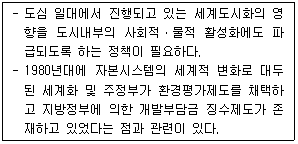 - 도심 일대에서 진행되고 있는 세계도시화의 영
향을 도시내부의 사회적·물적 활성화에도 파
급되도록 하는 정책이 필요하다.
- 1980년대에 자본시스템의 세계적 변화로 대두
된 세계화 및 주정부가 환경평가제도를 채택하
고 지방정부에 의한 개발부담금 징수제도가 존
재하고 있었다는 점과 관련이 있다.